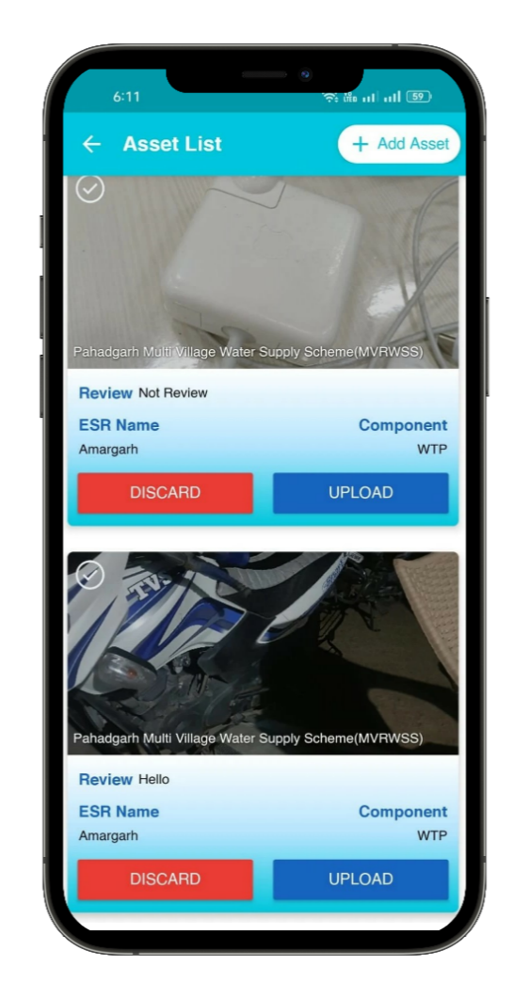 6:11
59
Asset List
+ Add Asset
Pahadgarh Multi Village Water Supply Scheme(MVRWSS)
Review Not Review
ESR Name Component
Amargarh WTP
DISCARD UPLOAD
TVS
Pahadgarh Multi Village Water Supply Scheme(MVRWSS)
Review Hello
ESR Name Component
Amargarh WTP
DISCARD UPLOAD